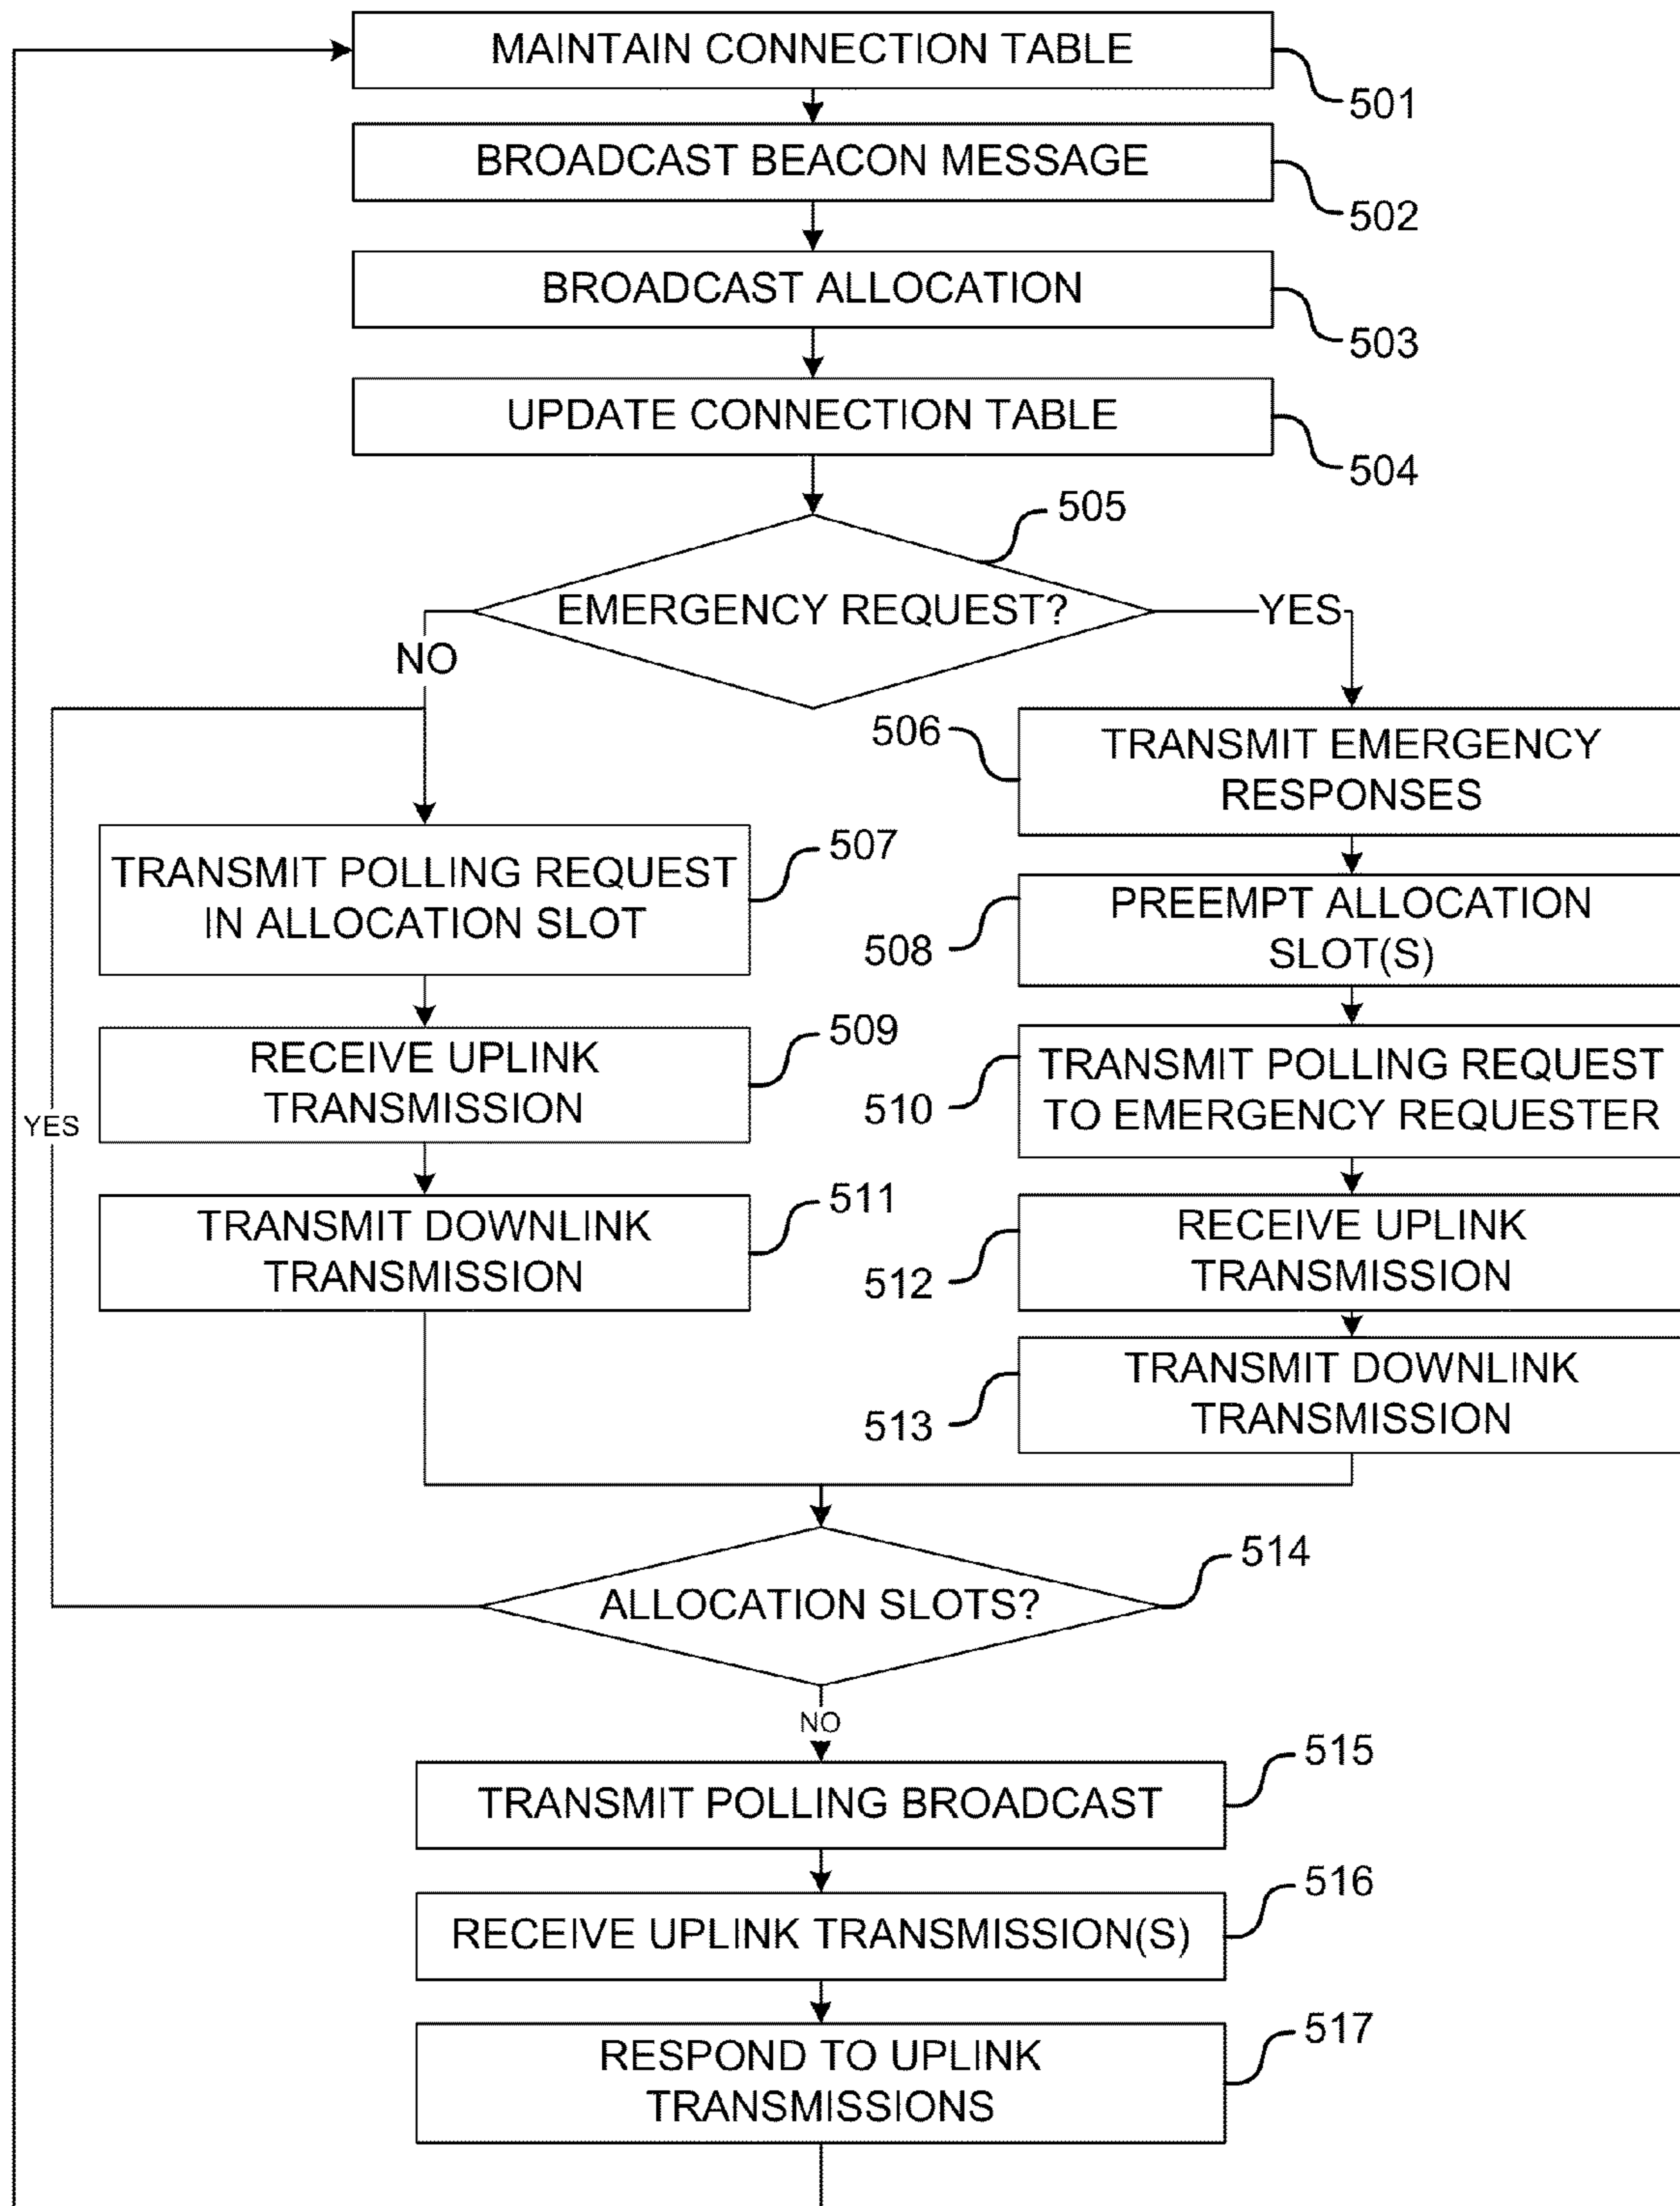 MAINTAIN CONNECTION TABLE
501
BROADCAST BEACON MESSAGE
502
BROADCAST ALLOCATION
503
UPDATE CONNECTION TABLE
504
505
EMERGENCY REQUEST?
YES
NO
506
TRANSMIT EMERGENCY
RESPONSES
507
TRANSMIT POLLING REQUEST
IN ALLOCATION SLOT
508
PREEMPT ALLOCATION
SLOT(S)
509
RECEIVE UPLINK
TRANSMISSION
510
TRANSMIT POLLING REQUEST
TO EMERGENCY REQUESTER
YES
511
TRANSMIT DOWNLINK
TRANSMISSION
512
RECEIVE UPLINK
TRANSMISSION
513
TRANSMIT DOWNLINK
TRANSMISSION
514
ALLOCATION SLOTS?
NO
515
TRANSMIT POLLING BROADCAST
516
RECEIVE UPLINK TRANSMISSION(S)
517
RESPOND TO UPLINK
TRANSMISSIONS